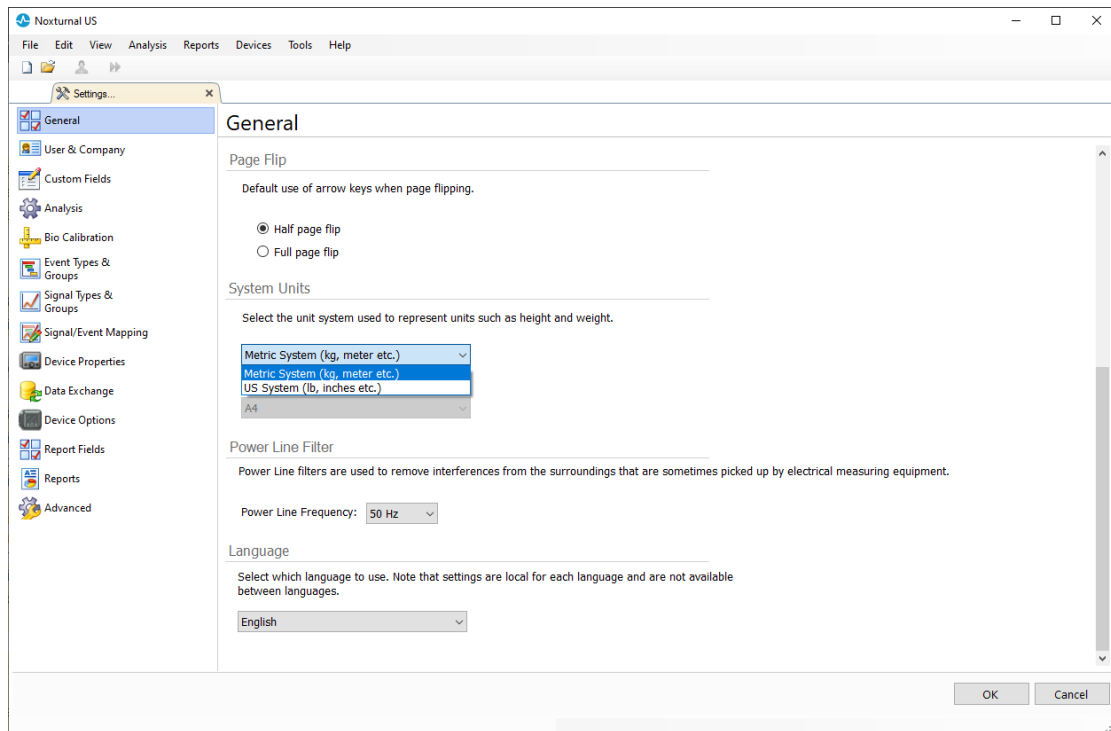 Noxturnal US
File Edit View Analysis Reports Devices Tools Help
Settings...
General
User & Company
Custom Fields
Analysis
Bio Calibration
Event Types &
Groups
Signal Types &
Groups
Signal/Event Mapping
Device Properties
Data Exchange
Device Options
Report Fields
Reports
Advanced
General
Page Flip
Default use of arrow keys when page flipping.
Half page flip
Full page flip
System Units
Select the unit system used to represent units such as height and weight.
Metric System (kg, meter etc.)
Metric System (kg, meter etc.)
US System (lb, inches etc.)
A4
Power Line Filter
Power Line filters are used to remove interferences from the surroundings that are sometimes picked up by electrical measuring equipment.
Power Line Frequency: 50 Hz
Language
Select which language to use. Note that settings are local for each language and are not available
between languages.
English
OK Cancel